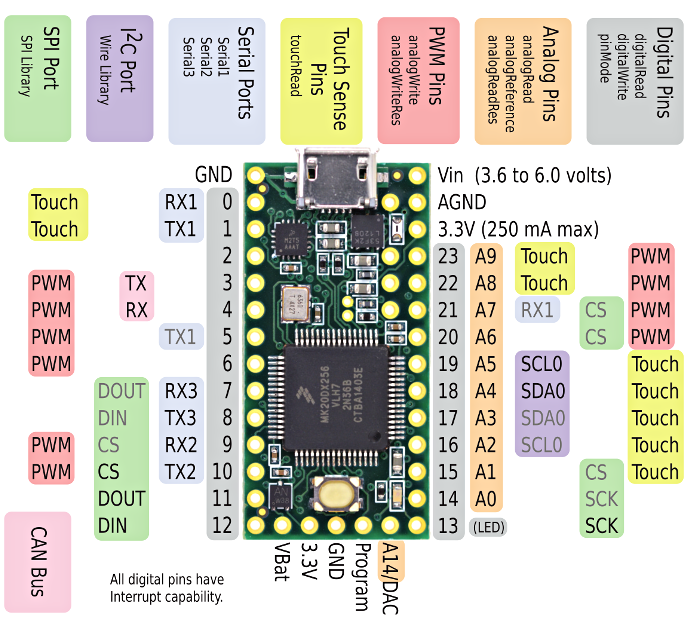 SPI Port
SPI Library
I²C Port
Wire Library
Serial Ports
Serial1
Serial2
Serial3
Touch Sense
Pins
touchRead
PWM Pins
analogWrite
analogWriteRes
Analog Pins
analogRead
analogReference
analogReadRes
Digital Pins
digitalRead
digitalWrite
pinMode
GND Vin (3.6 to 6.0 volts)
Touch RX1 0 AGND
Touch TX1 1 3.3V (250 mA max)
2 23 A9 Touch PWM
PWM TX 3 22 A8 Touch PWM
PWM RX 4 21 A7 RX1 CS PWM
PWM TX1 5 20 A6 CS PWM
PWM 6 19 A5 SCL0 Touch
DOUT RX3 7 18 A4 SDA0 Touch
DIN TX3 8 17 A3 SDA0 Touch
PWM CS RX2 9 16 A2 SCL0 Touch
PWM CS TX2 10 15 A1 CS Touch
DOUT 11 14 A0 SCK
DIN 12 13 (LED) SCK
MK20DX256
VLH7
2N36B
CTBA1403E
VBat
3.3V
GND
Program
A14/DAC
CAN Bus
All digital pins have
Interrupt capability.